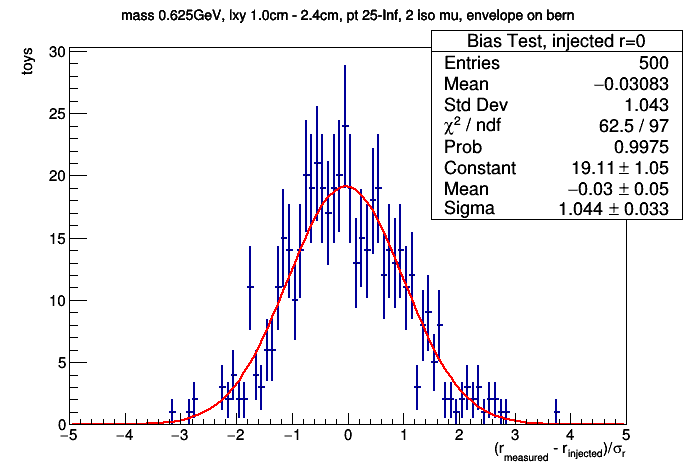 mass 0.625GeV, lxy 1.0cm - 2.4cm, pt 25-Inf, 2 iso mu, envelope on bern
Bias Test, injected r=0
Entries 500
Mean −0.03083
Std Dev 1.043
χ² / ndf 62.5 / 97
Prob 0.9975
Constant 19.11 ± 1.05
Mean −0.03 ± 0.05
Sigma 1.044 ± 0.033
toys
30
25
20
15
10
5
0
−5 −4 −3 −2 −1 0 1 2 3 4 5
(r_measured - r_injected)/σ_r